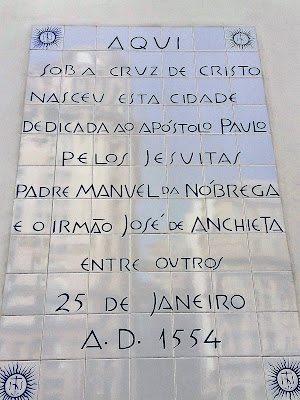 AQUI
SOB A CRUZ DE CRISTO
NASCEU ESTA CIDADE
DEDICADA AO APÓSTOLO PAULO
PELOS JESUITAS
PADRE MANUEL DA NÓBREGA
E O IRMÃO JOSÉ DE ANCHIETA
ENTRE OUTROS
25 DE JANEIRO
A. D. 1554